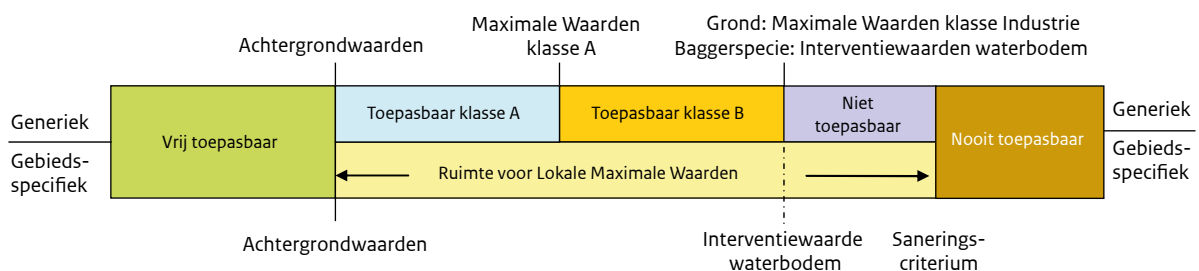 Maximale Waarden
klasse A
Grond: Maximale Waarden klasse Industrie
Baggerspecie: Interventiewaarden waterbodem
Achtergrondwaarden
Generiek
Gebieds-
specifiek
Vrij toepasbaar
Toepasbaar klasse A
Toepasbaar klasse B
Niet
toepasbaar
Nooit toepasbaar
Ruimte voor Lokale Maximale Waarden
Generiek
Gebieds-
specifiek
Achtergrondwaarden
Interventiewaarde
waterbodem
Sanerings-
criterium